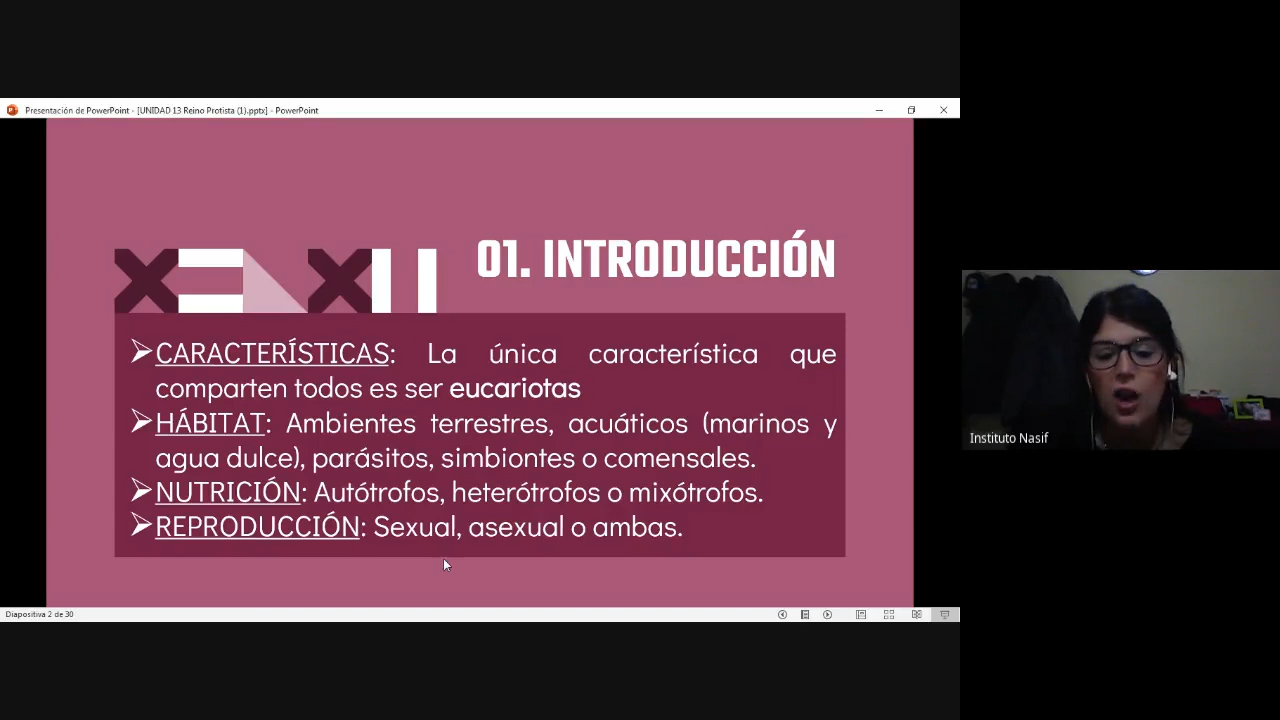 Presentación de PowerPoint - [UNIDAD 13 Reino Protista (1).pptx] - PowerPoint
01. INTRODUCCIÓN
➢CARACTERÍSTICAS: La única característica que
comparten todos es ser eucariotas
➢HÁBITAT: Ambientes terrestres, acuáticos (marinos y
agua dulce), parásitos, simbiontes o comensales.
➢NUTRICIÓN: Autótrofos, heterótrofos o mixótrofos.
➢REPRODUCCIÓN: Sexual, asexual o ambas.
Instituto Nasif
Diapositiva 2 de 30